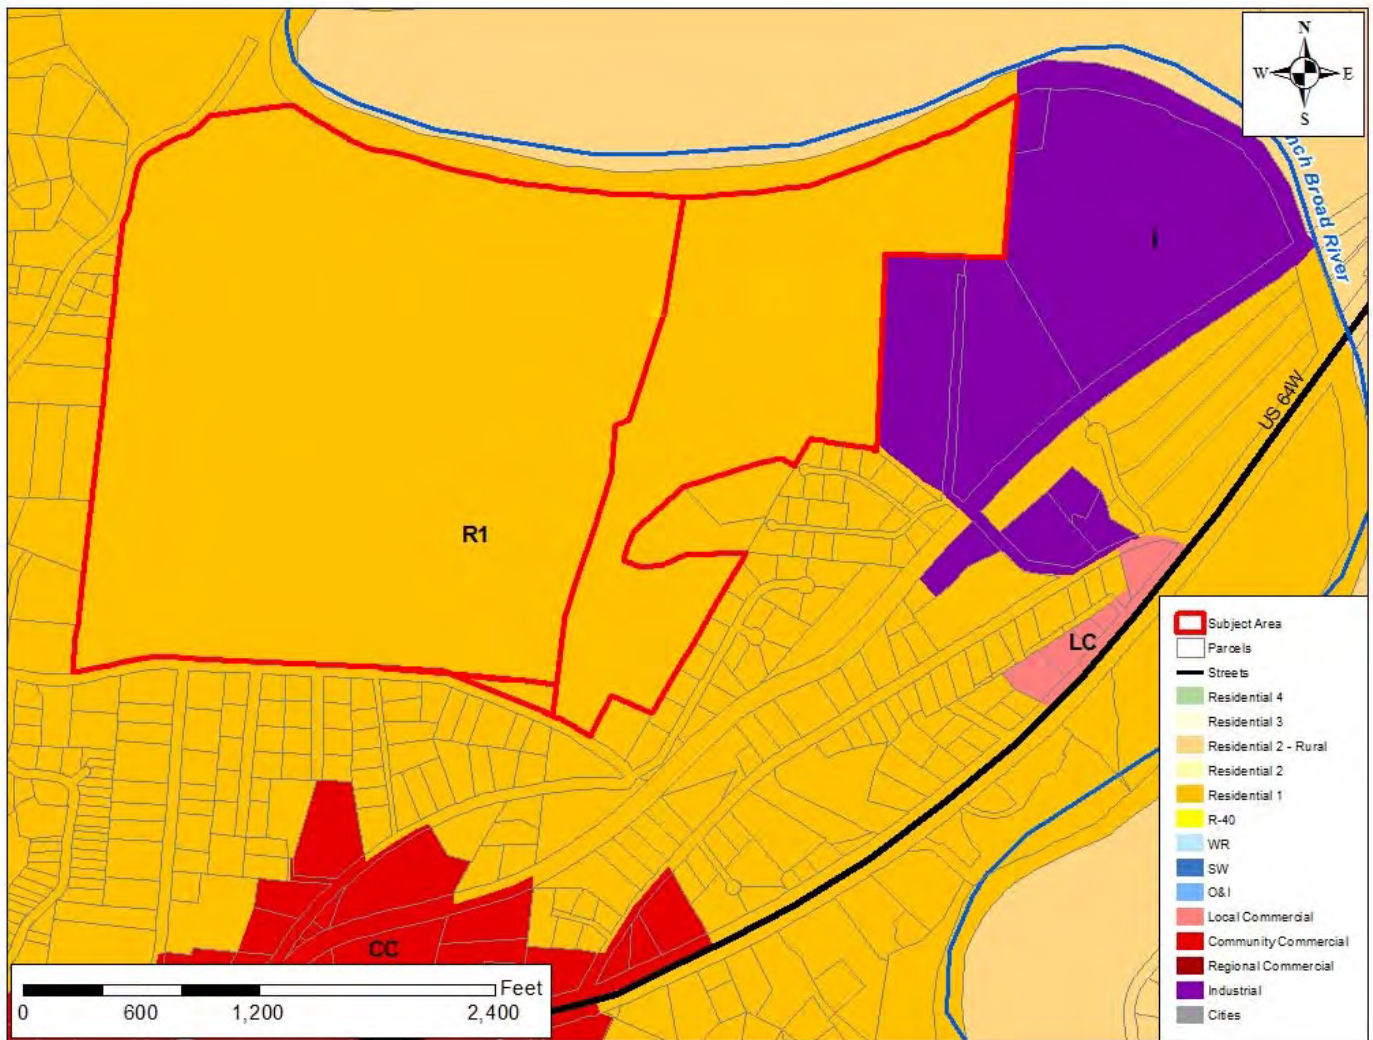 N
W E
S
nch Broad River
I
US 64W
R1
LC
CC
Subject Area
Parcels
Streets
Residential 4
Residential 3
Residential 2 - Rural
Residential 2
Residential 1
R-40
WR
SW
O&I
Local Commercial
Community Commercial
Regional Commercial
Industrial
Cities
Feet
0 600 1,200 2,400